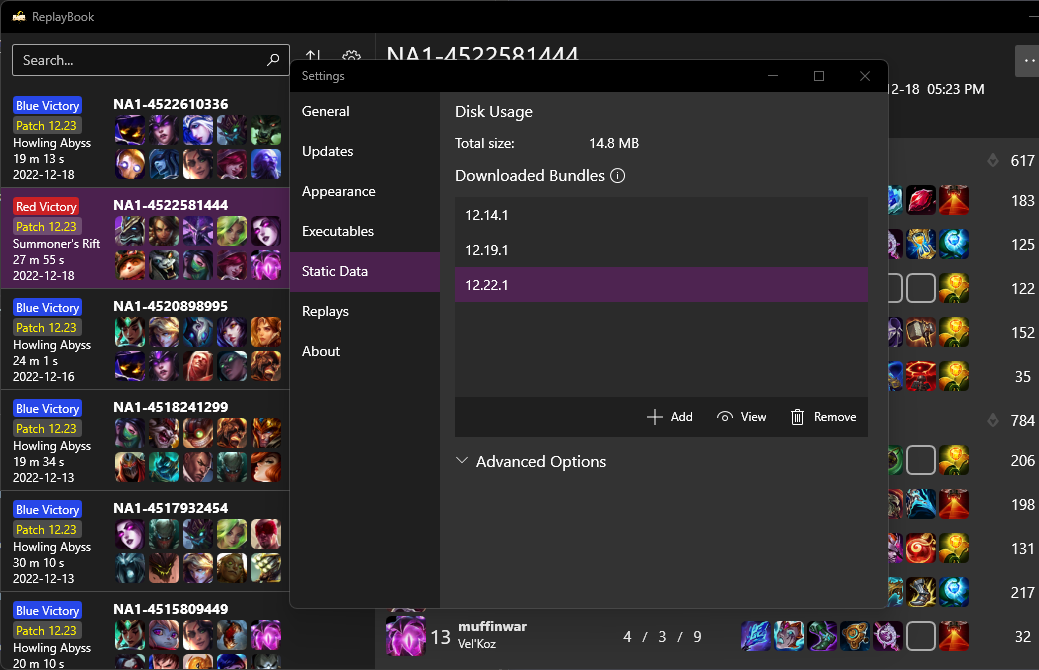 ReplayBook
Search...
NA1-4522581444
2-18 05:23 PM
Blue Victory
Patch 12.23
Howling Abyss
19 m 13 s
2022-12-18
NA1-4522610336
Red Victory
Patch 12.23
Summoner's Rift
27 m 55 s
2022-12-18
NA1-4522581444
Blue Victory
Patch 12.23
Howling Abyss
24 m 1 s
2022-12-16
NA1-4520898995
Blue Victory
Patch 12.23
Howling Abyss
19 m 34 s
2022-12-13
NA1-4518241299
Blue Victory
Patch 12.23
Howling Abyss
30 m 10 s
2022-12-13
NA1-4517932454
Blue Victory
Patch 12.23
Howling Abyss
20 m 10 s
NA1-4515809449
Settings
General
Updates
Appearance
Executables
Static Data
Replays
About
Disk Usage
Total size: 14.8 MB
Downloaded Bundles
12.14.1
12.19.1
12.22.1
Add View Remove
Advanced Options
617
183
125
122
152
35
784
206
198
131
217
13 muffinwar
Vel'Koz
4 / 3 / 9
32